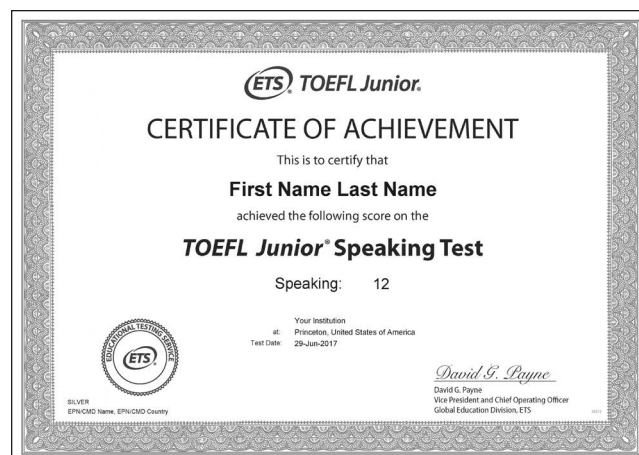 ETS TOEFL Junior.
CERTIFICATE OF ACHIEVEMENT
This is to certify that
First Name Last Name
achieved the following score on the
TOEFL Junior® Speaking Test
Speaking: 12
Your Institution
at: Princeton, United States of America
Test Date: 29-Jun-2017
EDUCATIONAL TESTING SERVICE
ETS
David G. Payne
David G. Payne
Vice President and Chief Operating Officer
Global Education Division, ETS
SILVER
EPN/CMD Name, EPN/CMD Country